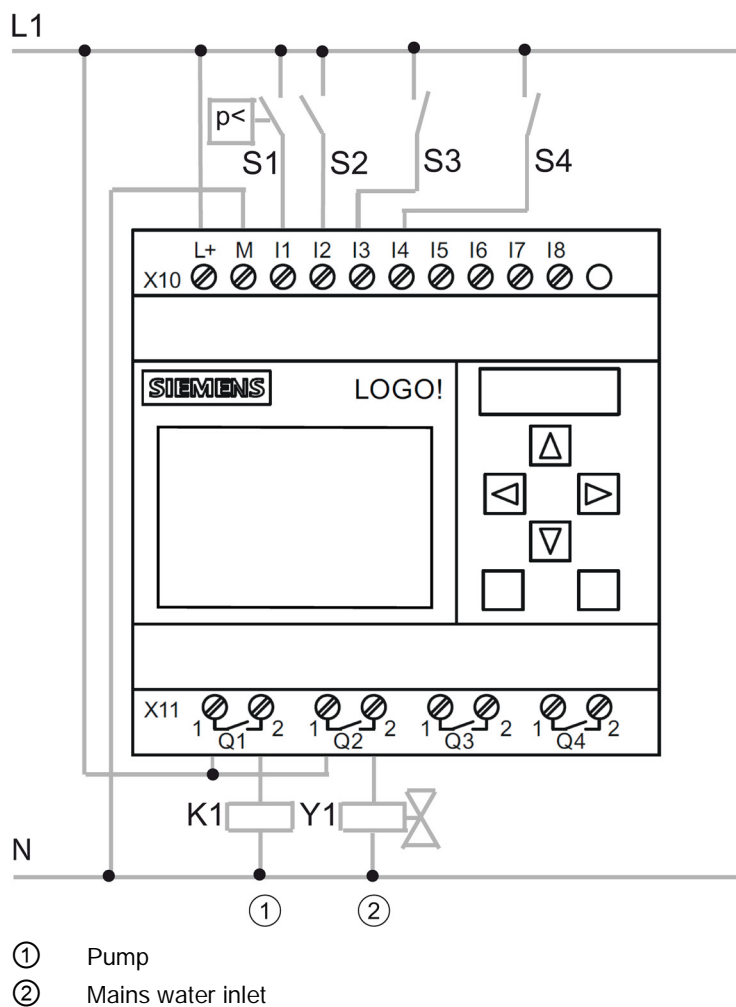 L1
p<
S1 S2 S3 S4
L+ M I1 I2 I3 I4 I5 I6 I7 I8
X10
SIEMENS LOGO!
X11 1 2 1 2 1 2 1 2
Q1 Q2 Q3 Q4
K1 Y1
N
① ②
① Pump
② Mains water inlet